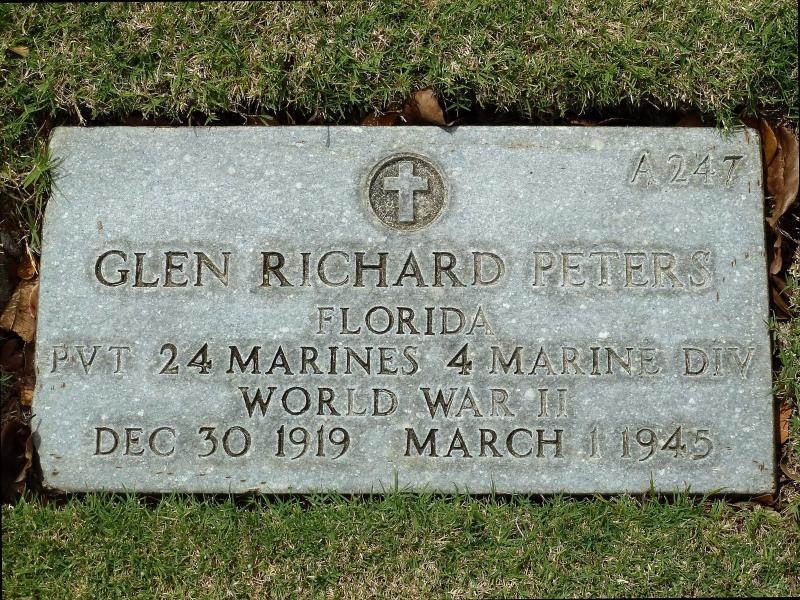 A 247
GLEN RICHARD PETERS
FLORIDA
PVT 24 MARINES 4 MARINE DIV
WORLD WAR II
DEC 30 1919 MARCH 1 1945